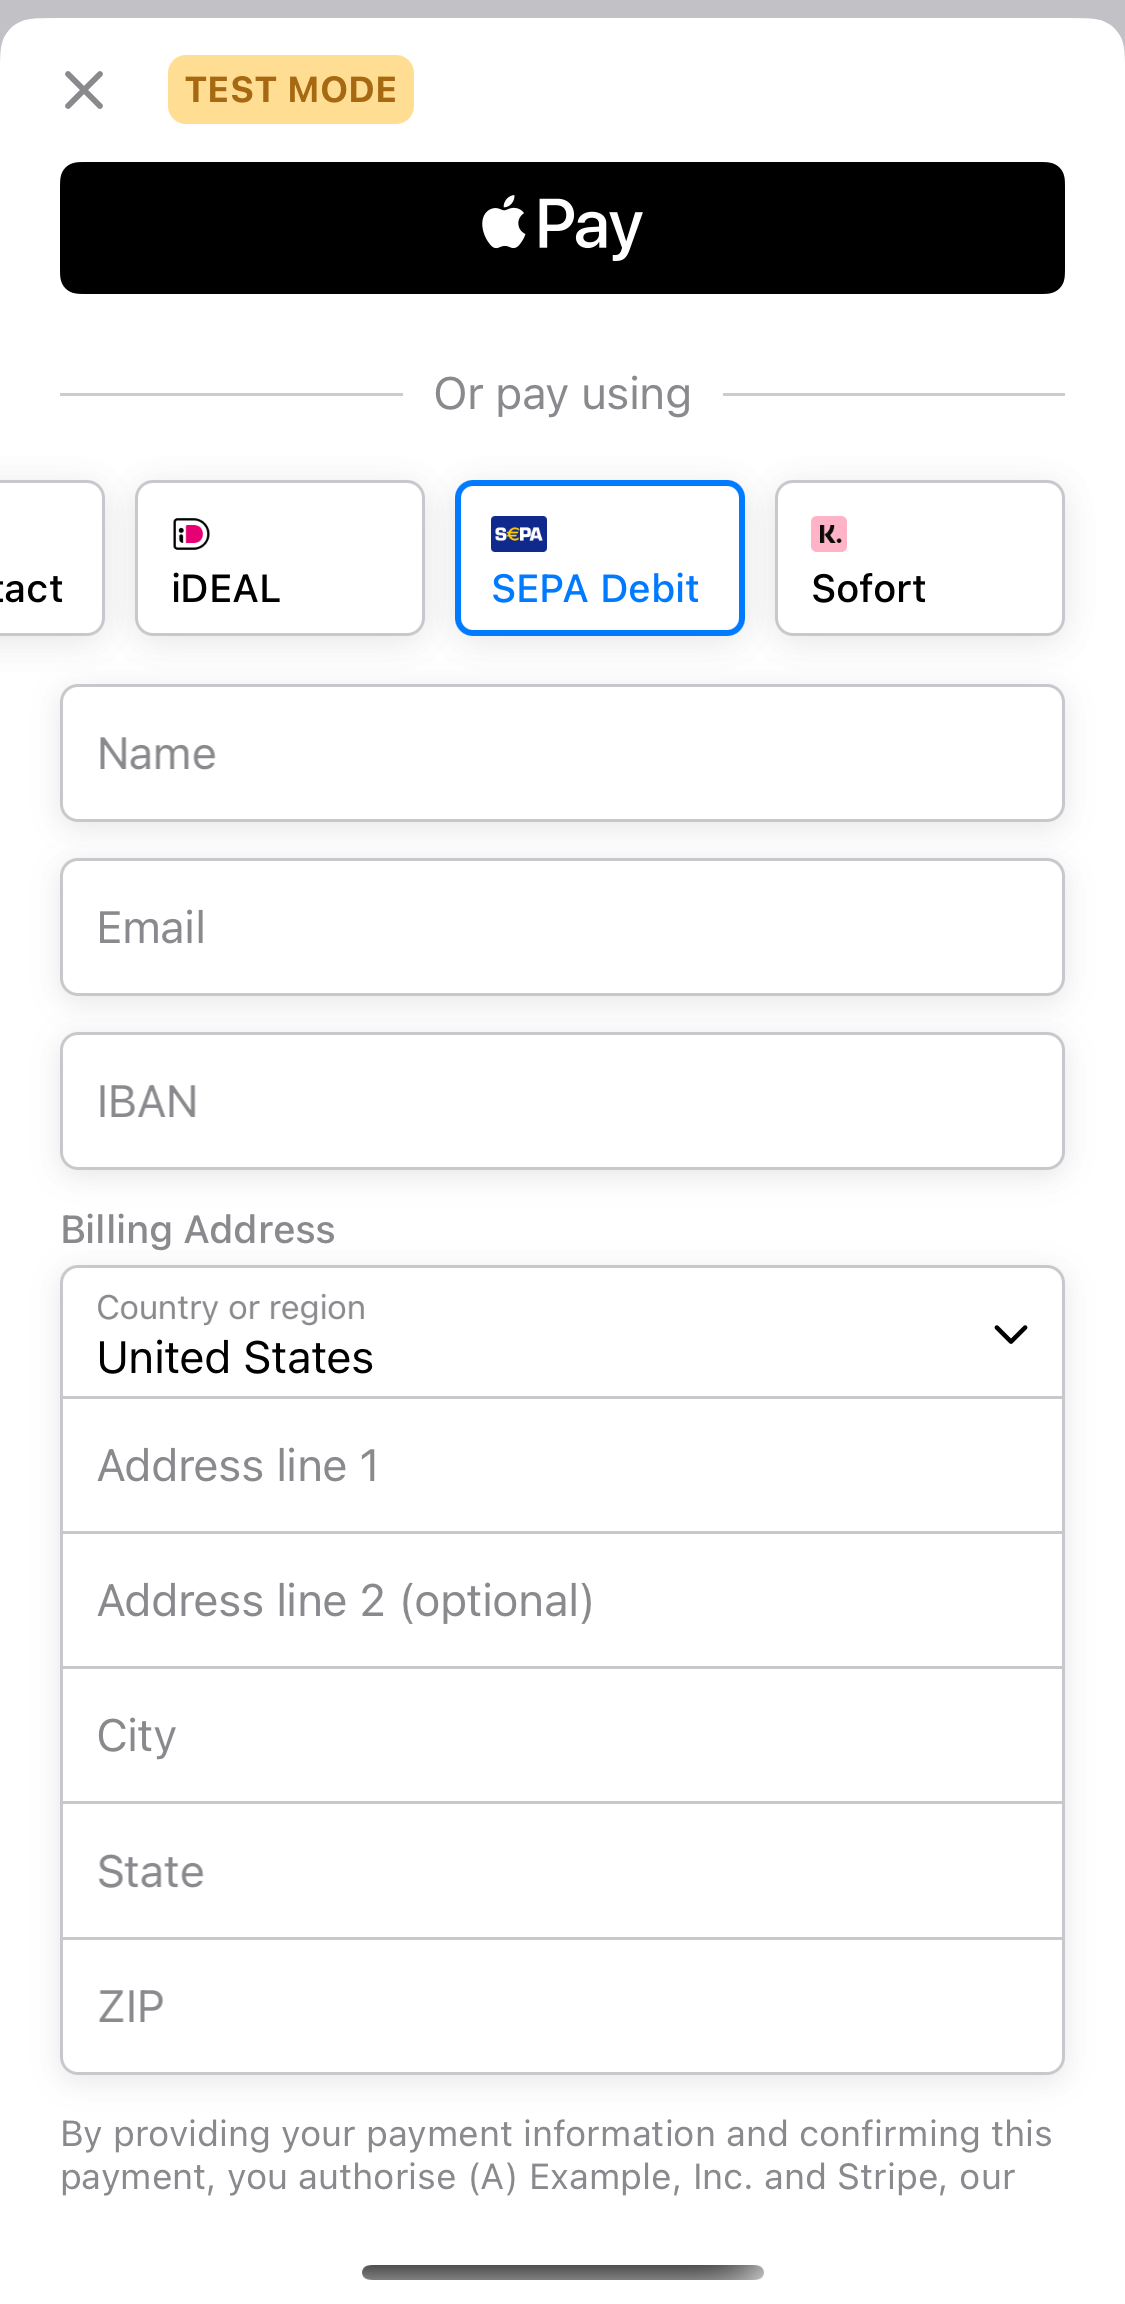 TEST MODE
Pay
Or pay using
tact
iDEAL
SEPA
SEPA Debit
K.
Sofort
Name
Email
IBAN
Billing Address
Country or region
United States
Address line 1
Address line 2 (optional)
City
State
ZIP
By providing your payment information and confirming this
payment, you authorise (A) Example, Inc. and Stripe, our